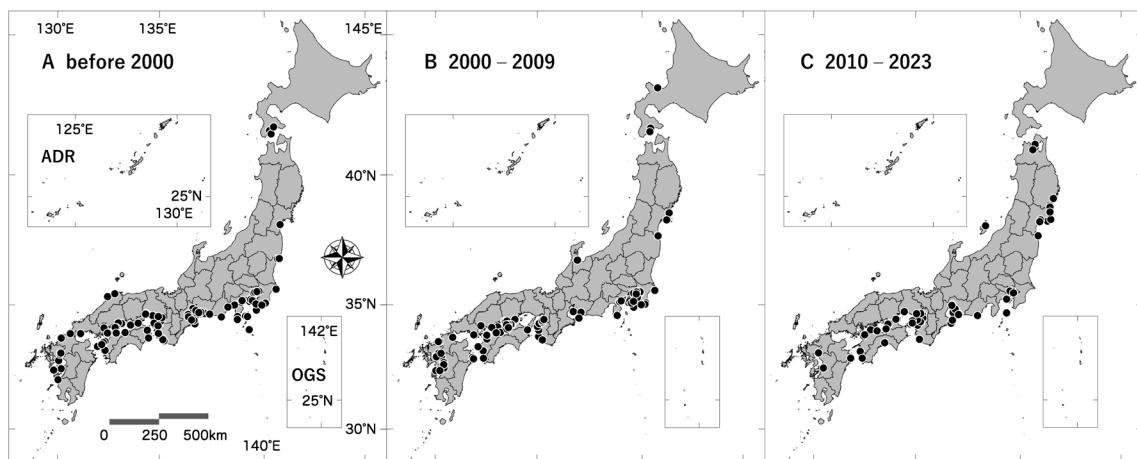 130˚E 135˚E 145˚E
A before 2000
B 2000 – 2009
C 2010 – 2023
125˚E
ADR
25˚N
130˚E
40˚N
35˚N
142˚E
OGS
25˚N
0 250 500km
30˚N
140˚E